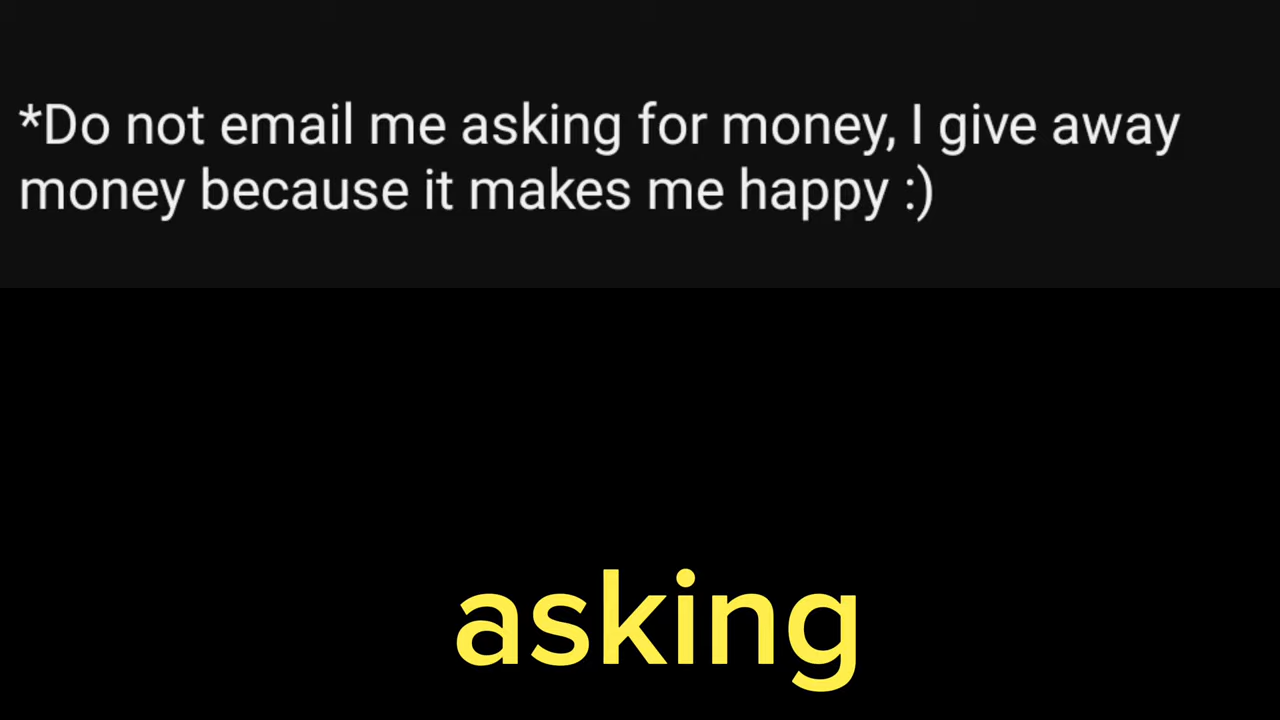 *Do not email me asking for money, I give away
money because it makes me happy :)
asking